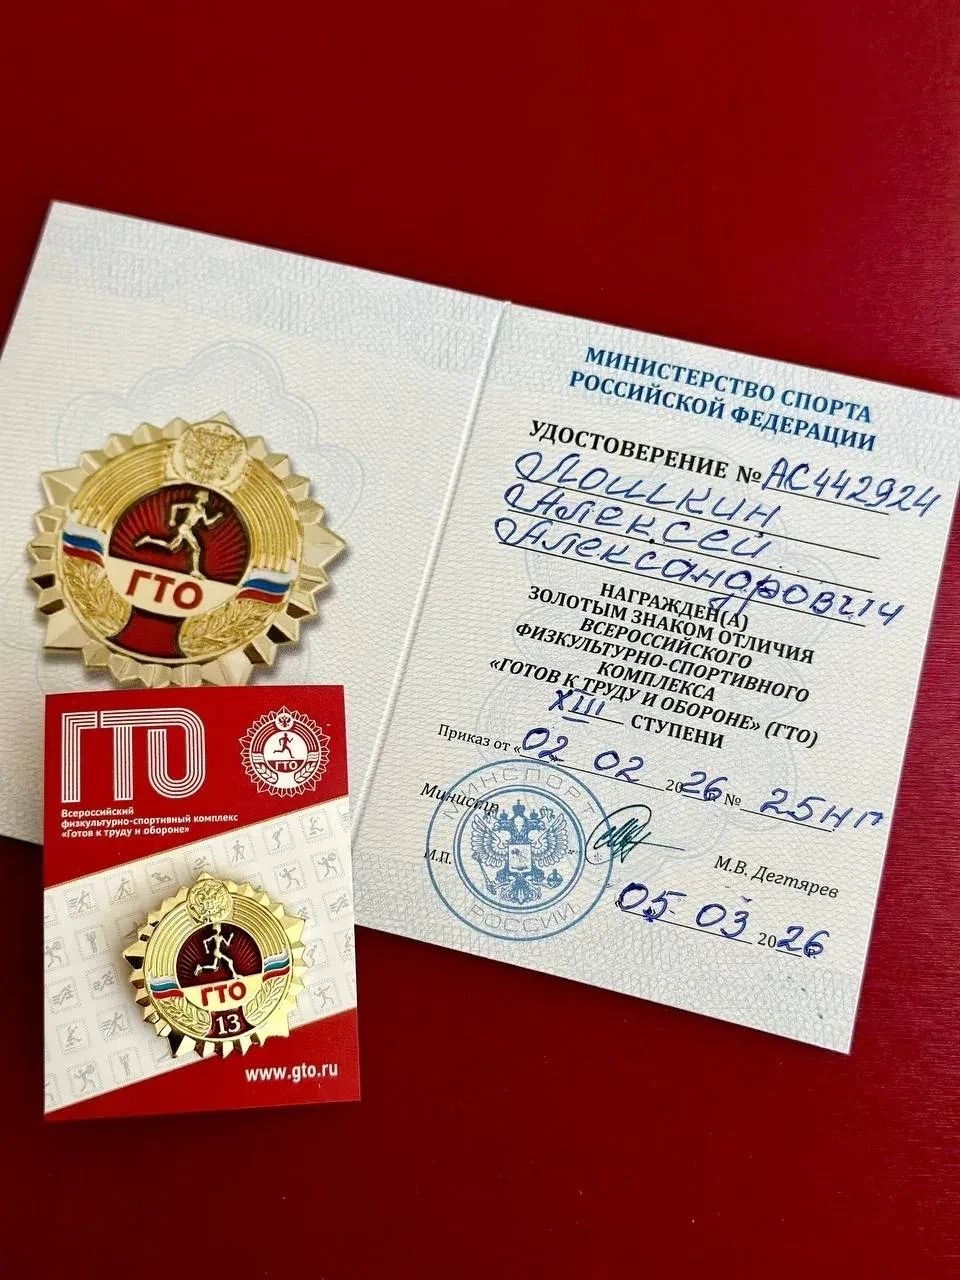 МИНИСТЕРСТВО СПОРТА
РОССИЙСКОЙ ФЕДЕРАЦИИ
УДОСТОВЕРЕНИЕ № АС442924
Лошкин
Алексей
Александрович
НАГРАЖДЕН(А)
ЗОЛОТЫМ ЗНАКОМ ОТЛИЧИЯ
ВСЕРОССИЙСКОГО
ФИЗКУЛЬТУРНО-СПОРТИВНОГО
КОМПЛЕКСА
«ГОТОВ К ТРУДУ И ОБОРОНЕ» (ГТО)
XIII СТУПЕНИ
Приказ от «02 02 2026 г. № 25нг
Министр
М.П.
М.В. Дегтярев
05 03 2026 г.
МИНСПОРТ
РОССИИ
ГТО
ГТО
ГТО
Всероссийский
физкультурно-спортивный комплекс
«Готов к труду и обороне»
ГТО
13
www.gto.ru